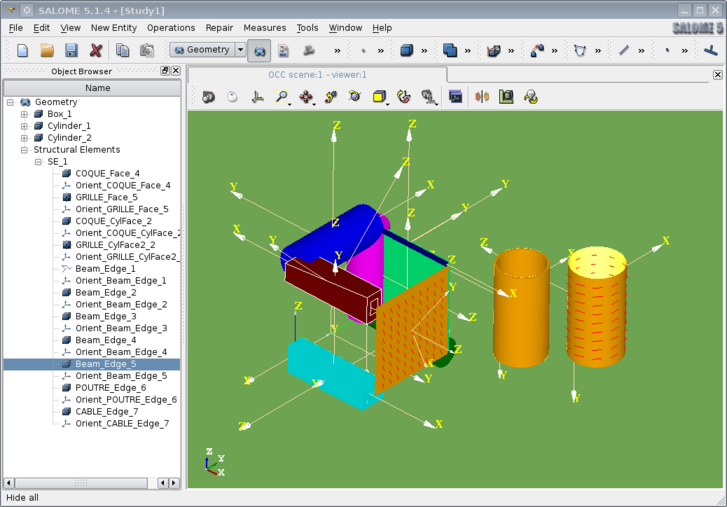 SALOME 5.1.4 - [Study1]
File Edit View New Entity Operations Repair Measures Tools Window Help
Geometry
SALOME 5
Object Browser
OCC scene:1 - viewer:1
Name
Geometry
Box_1
Cylinder_1
Cylinder_2
Structural Elements
SE_1
COQUE_Face_4
Orient_COQUE_Face_4
GRILLE_Face_5
Orient_GRILLE_Face_5
COQUE_CylFace_2
Orient_COQUE_CylFace_2
GRILLE_CylFace2_2
Orient_GRILLE_CylFace2_
Beam_Edge_1
Orient_Beam_Edge_1
Beam_Edge_2
Orient_Beam_Edge_2
Beam_Edge_3
Orient_Beam_Edge_3
Beam_Edge_4
Orient_Beam_Edge_4
Beam_Edge_5
Orient_Beam_Edge_5
POUTRE_Edge_6
Orient_POUTRE_Edge_6
CABLE_Edge_7
Orient_CABLE_Edge_7
Z Z
Z
Y X Y
Y
Z Z
X
Y Z X
Y Z Y
Y X
Z
Z
Y
Z
X Y Y
X Y
Y
Z X
Z
Y
X
Hide all